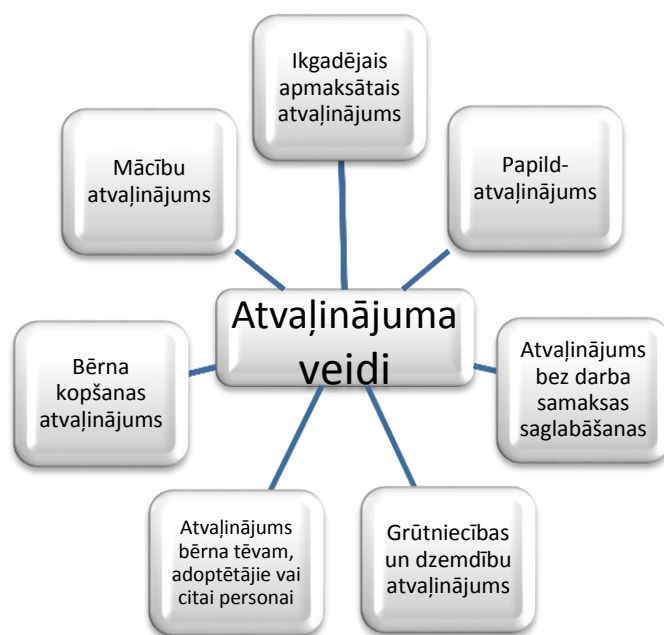 Ikgadējais
apmaksātais
atvaļinājums
Mācību
atvaļinājums
Papild-
atvaļinājums
Atvaļinājuma
veidi
Bērna
kopšanas
atvaļinājums
Atvaļinājums
bez darba
samaksas
saglabāšanas
Atvaļinājums
bērna tēvam,
adoptētājie vai
citai personai
Grūtniecības
un dzemdību
atvaļinājums